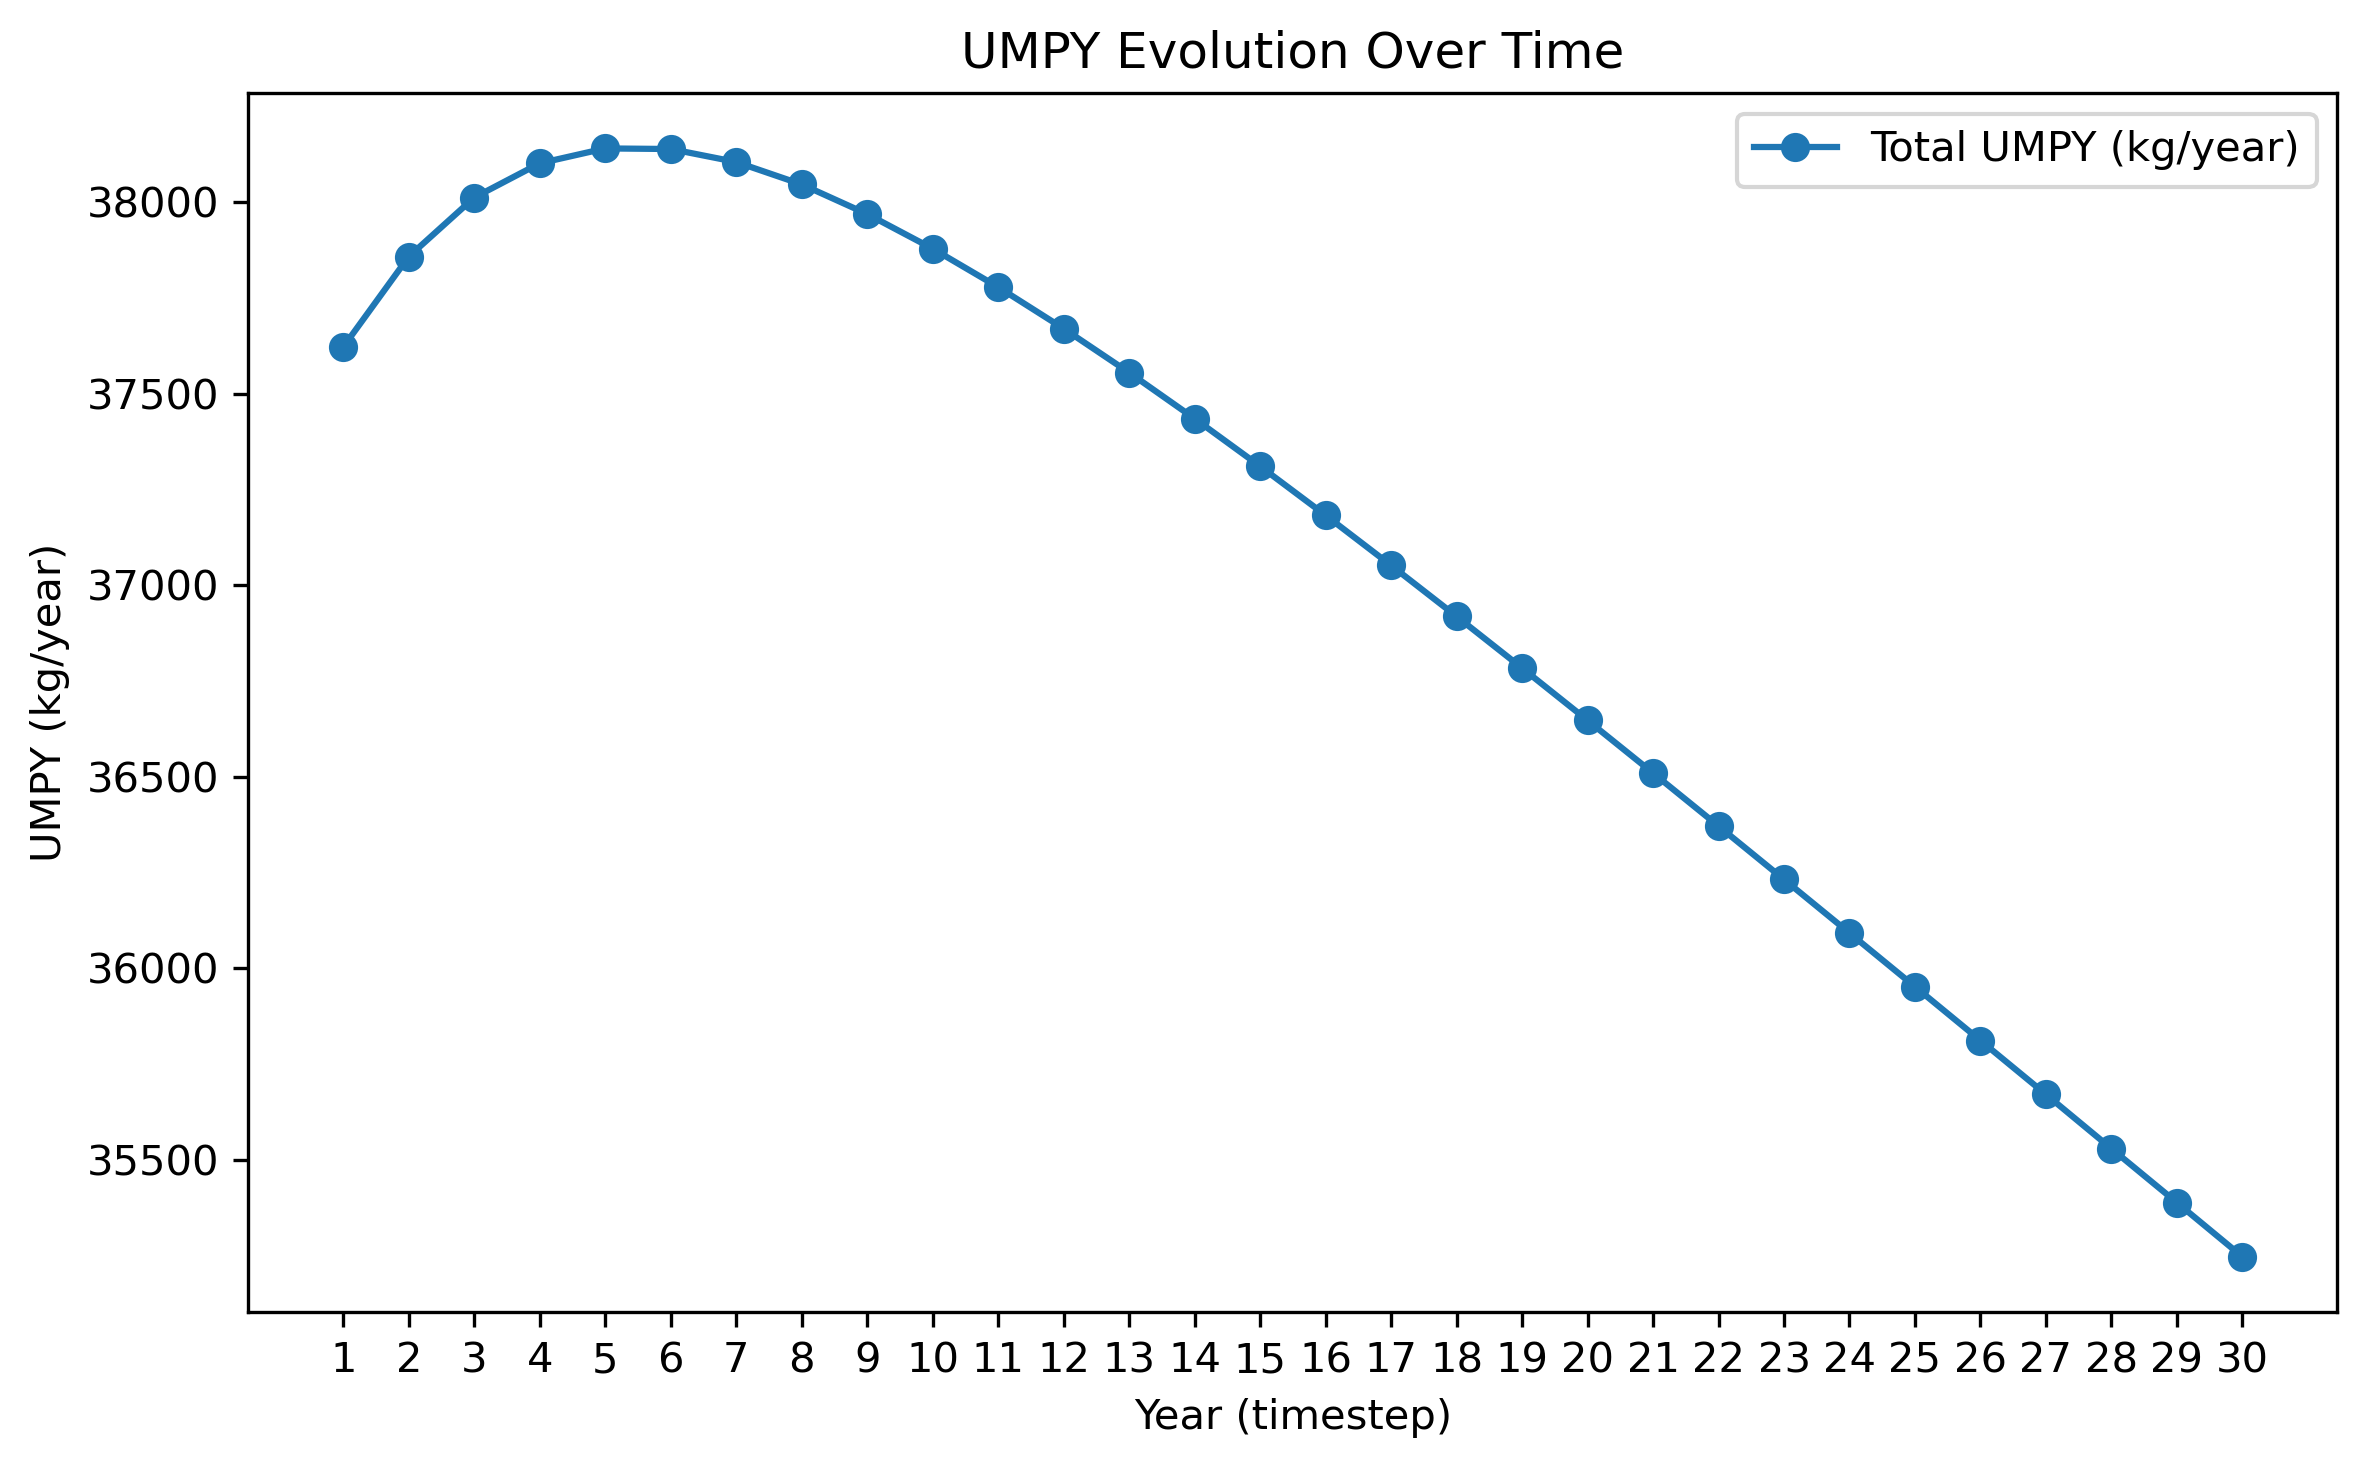 UMPY Evolution Over Time
Total UMPY (kg/year)
UMPY (kg/year)
38000
37500
37000
36500
36000
35500
1 2 3 4 5 6 7 8 9 10 11 12 13 14 15 16 17 18 19 20 21 22 23 24 25 26 27 28 29 30
Year (timestep)